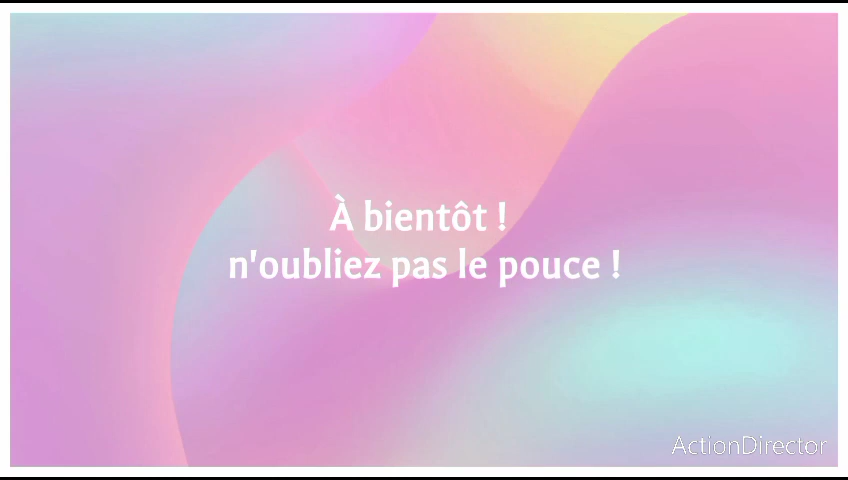 À bientôt !
n'oubliez pas le pouce !
ActionDirector